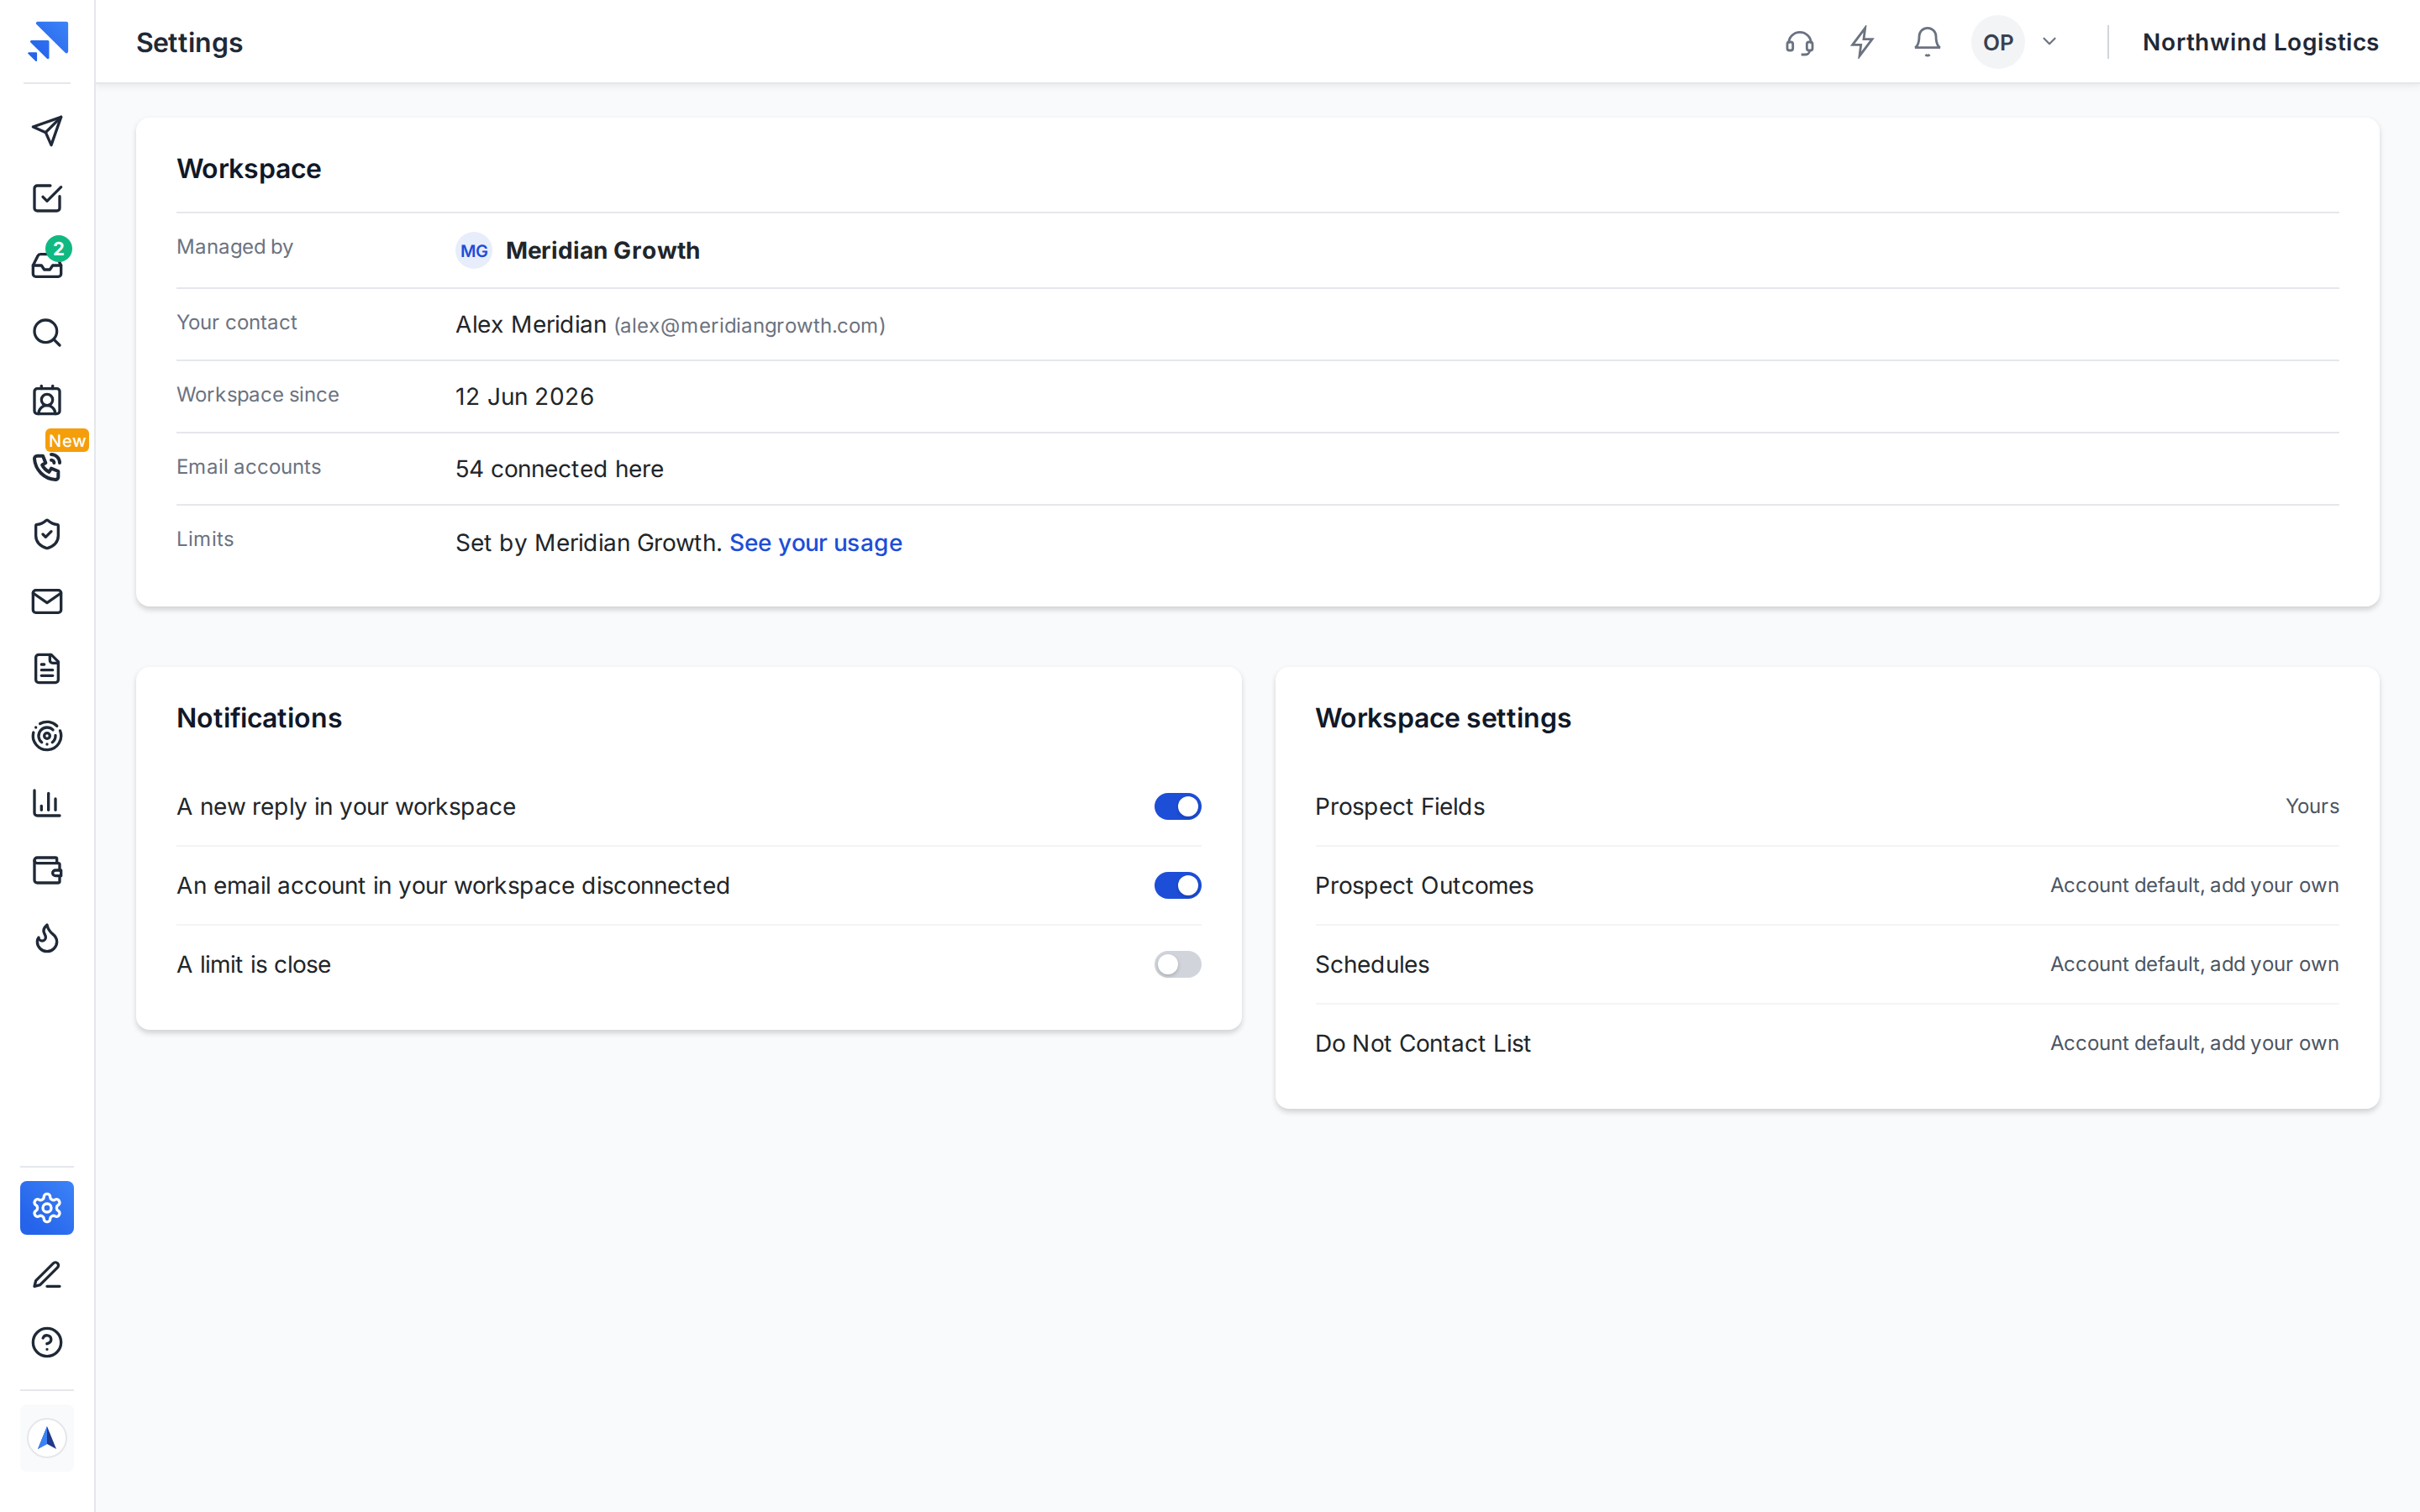 Settings
OP
Northwind Logistics
2
New
Workspace
Managed by
MG Meridian Growth
Your contact
Alex Meridian (alex@meridiangrowth.com)
Workspace since
12 Jun 2026
Email accounts
54 connected here
Limits
Set by Meridian Growth. See your usage
Notifications
A new reply in your workspace
An email account in your workspace disconnected
A limit is close
Workspace settings
Prospect Fields
Yours
Prospect Outcomes
Account default, add your own
Schedules
Account default, add your own
Do Not Contact List
Account default, add your own